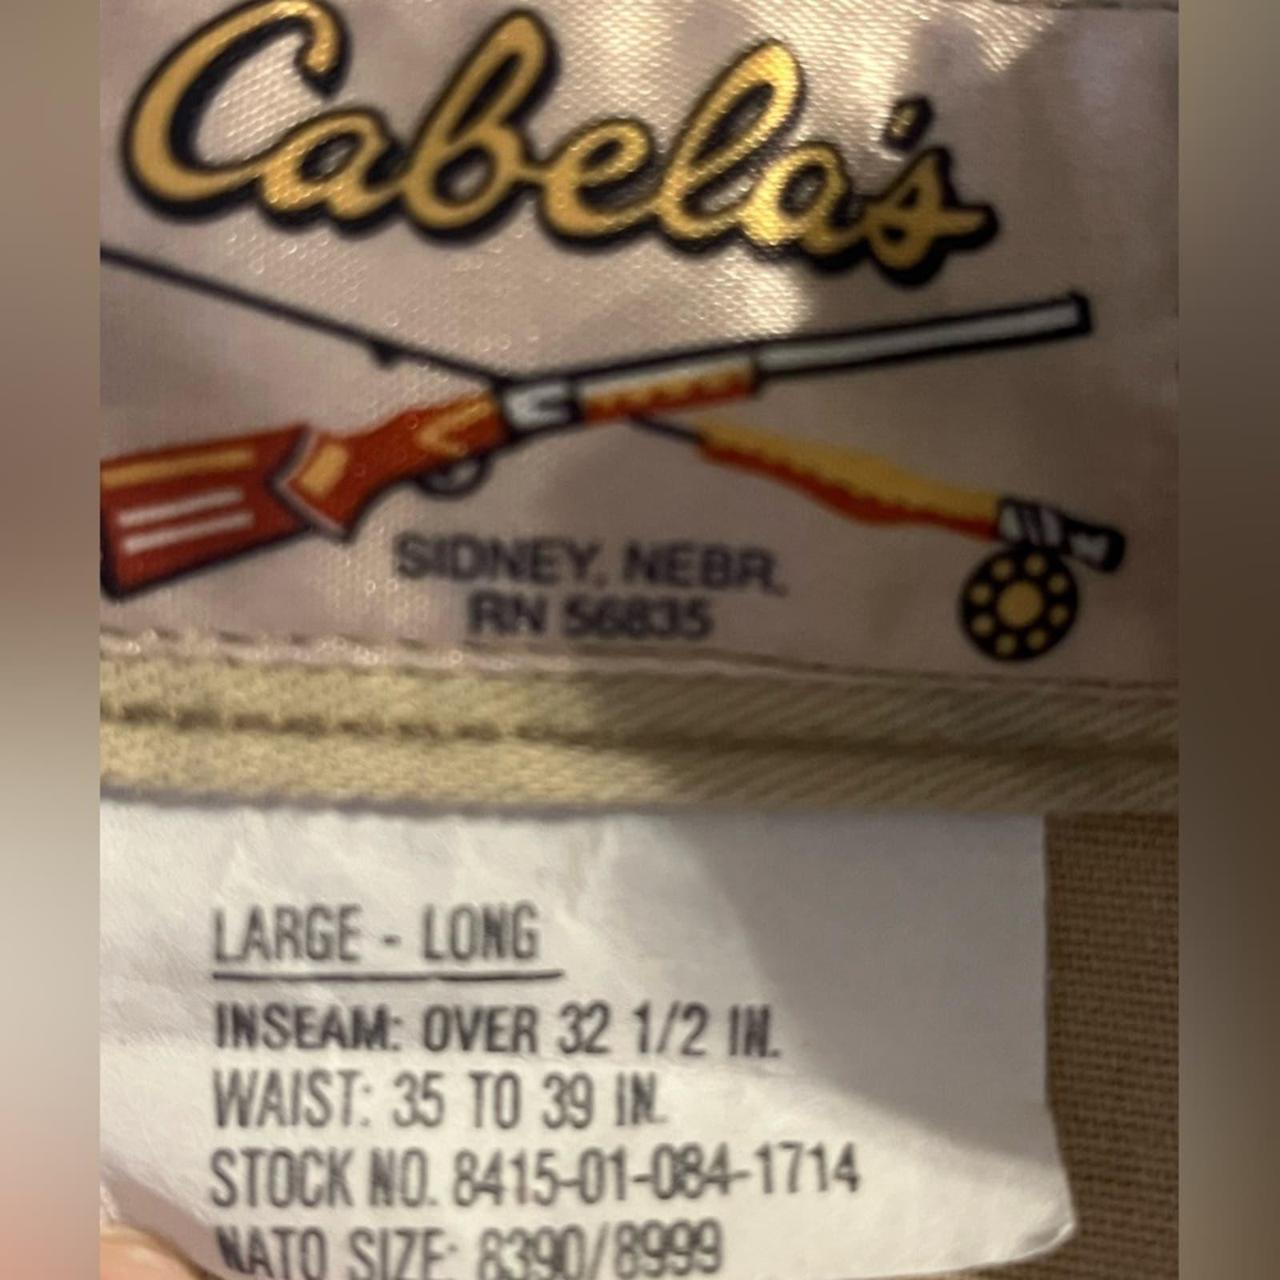 Cabela's
SIDNEY, NEBR.
RN 56835
LARGE - LONG
INSEAM: OVER 32 1/2 IN.
WAIST: 35 TO 39 IN.
STOCK NO. 8415-01-084-1714
NATO SIZE: 8390/8999